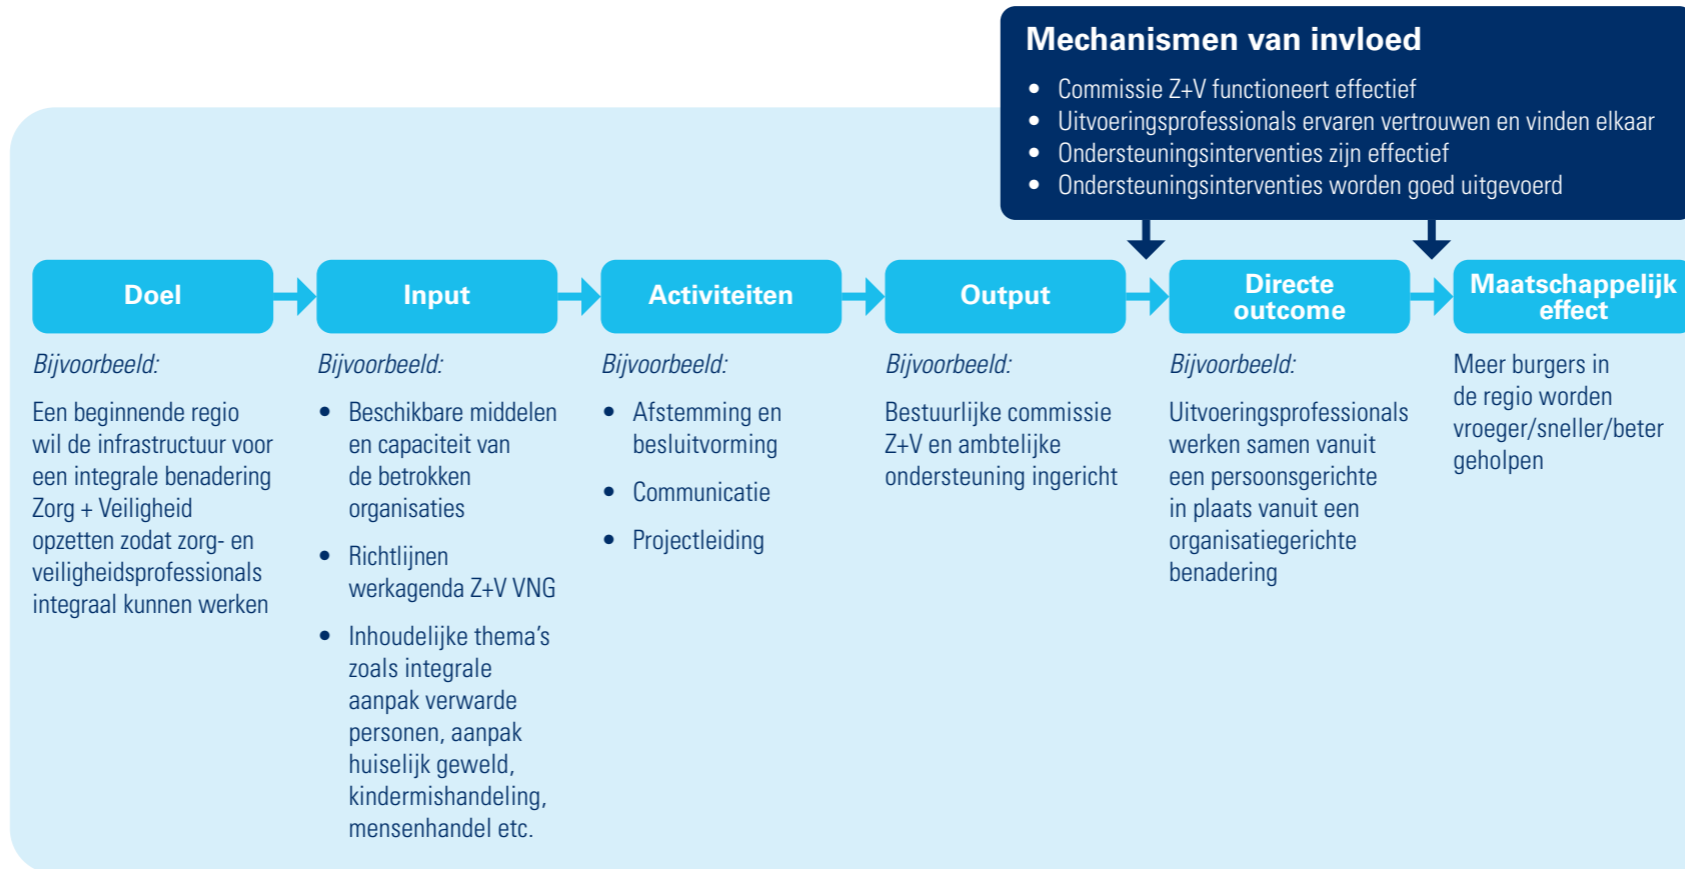 Mechanismen van invloed
• Commissie Z+V functioneert effectief
• Uitvoeringsprofessionals ervaren vertrouwen en vinden elkaar
• Ondersteuningsinterventies zijn effectief
• Ondersteuningsinterventies worden goed uitgevoerd
Doel
Bijvoorbeeld:
Een beginnende regio
wil de infrastructuur voor
een integrale benadering
Zorg + Veiligheid
opzetten zodat zorg- en
veiligheidsprofessionals
integraal kunnen werken
Input
Bijvoorbeeld:
• Beschikbare middelen
en capaciteit van
de betrokken
organisaties
• Richtlijnen
werkagenda Z+V VNG
• Inhoudelijke thema's
zoals integrale
aanpak verwarde
personen, aanpak
huiselijk geweld,
kindermishandeling,
mensenhandel etc.
Activiteiten
Bijvoorbeeld:
• Afstemming en
besluitvorming
• Communicatie
• Projectleiding
Output
Bijvoorbeeld:
Bestuurlijke commissie
Z+V en ambtelijke
ondersteuning ingericht
Directe
outcome
Bijvoorbeeld:
Uitvoeringsprofessionals
werken samen vanuit
een persoonsgerichte
in plaats vanuit een
organisatiegerichte
benadering
Maatschappelijk
effect
Meer burgers in
de regio worden
vroeger/sneller/beter
geholpen